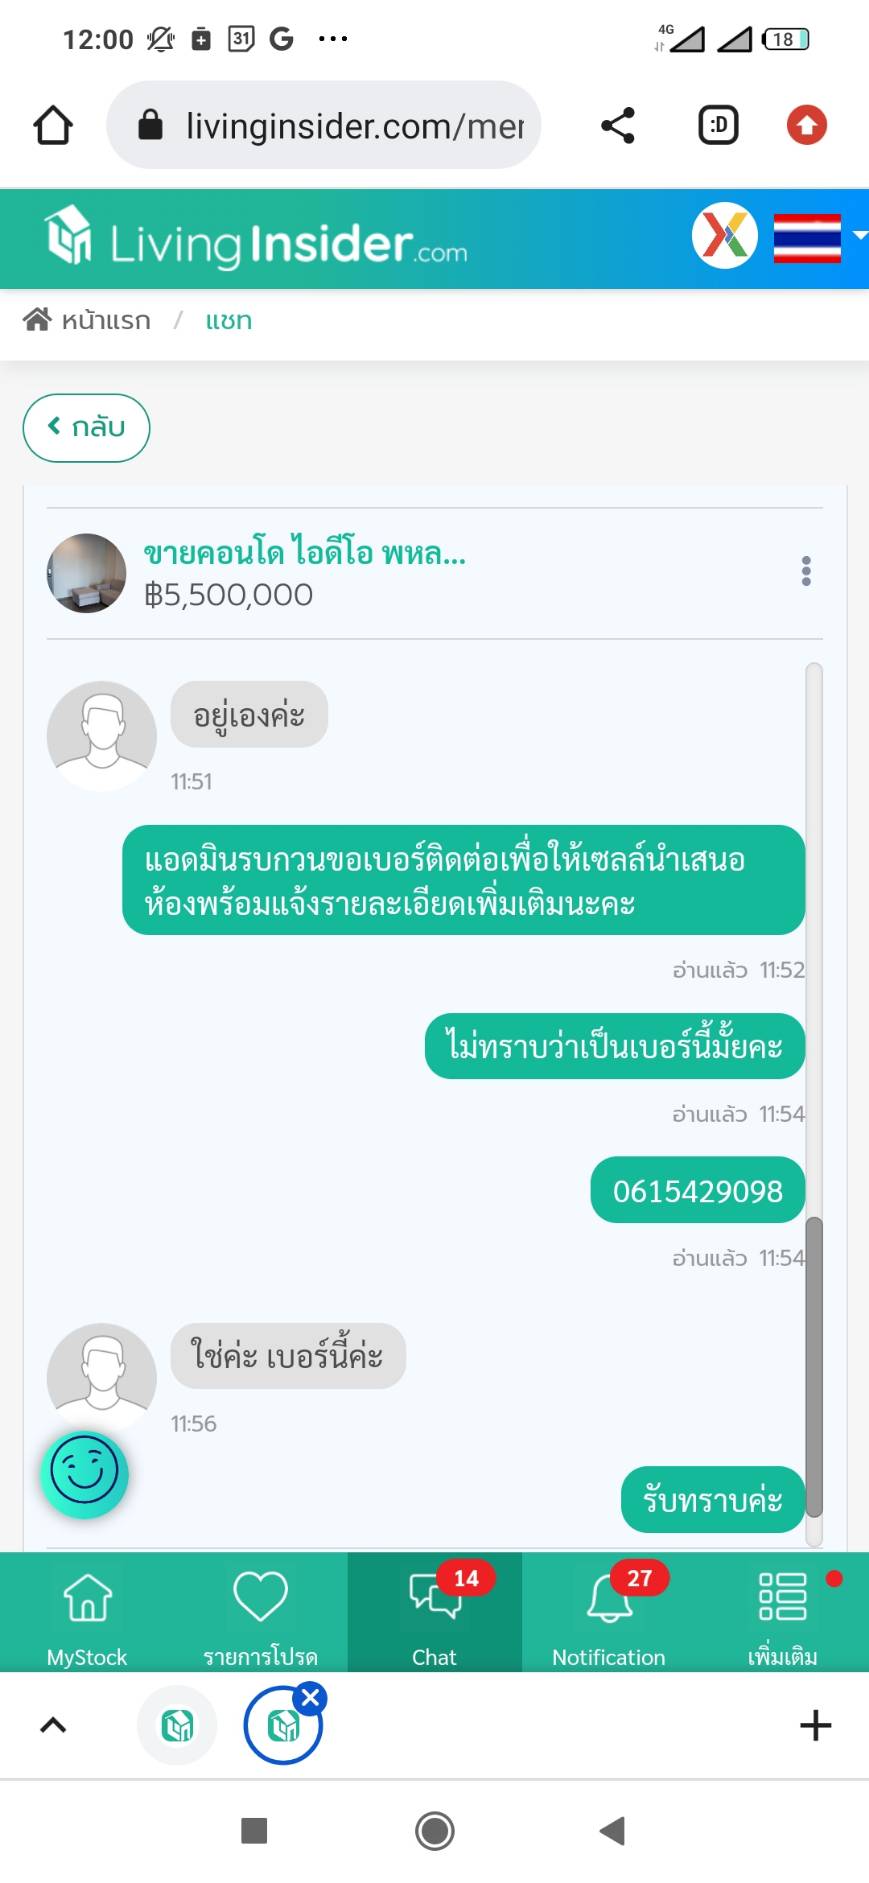 12:00 31 G ... 4G 18
livinginsider.com/mer :D
LivingInsider.com
หน้าแรก / แชท
กลับ
ขายคอนโด ไอดีโอ พหล...
฿5,500,000
อยู่เองค่ะ
11:51
แอดมินรบกวนขอเบอร์ติดต่อเพื่อให้เซลล์นำเสนอ
ห้องพร้อมแจ้งรายละเอียดเพิ่มเติมนะคะ
อ่านแล้ว 11:52
ไม่ทราบว่าเป็นเบอร์นี้มั้ยคะ
อ่านแล้ว 11:54
0615429098
อ่านแล้ว 11:54
ใช่ค่ะ เบอร์นี้ค่ะ
11:56
รับทราบค่ะ
14 27
MyStock รายการโปรด Chat Notification เพิ่มเติม